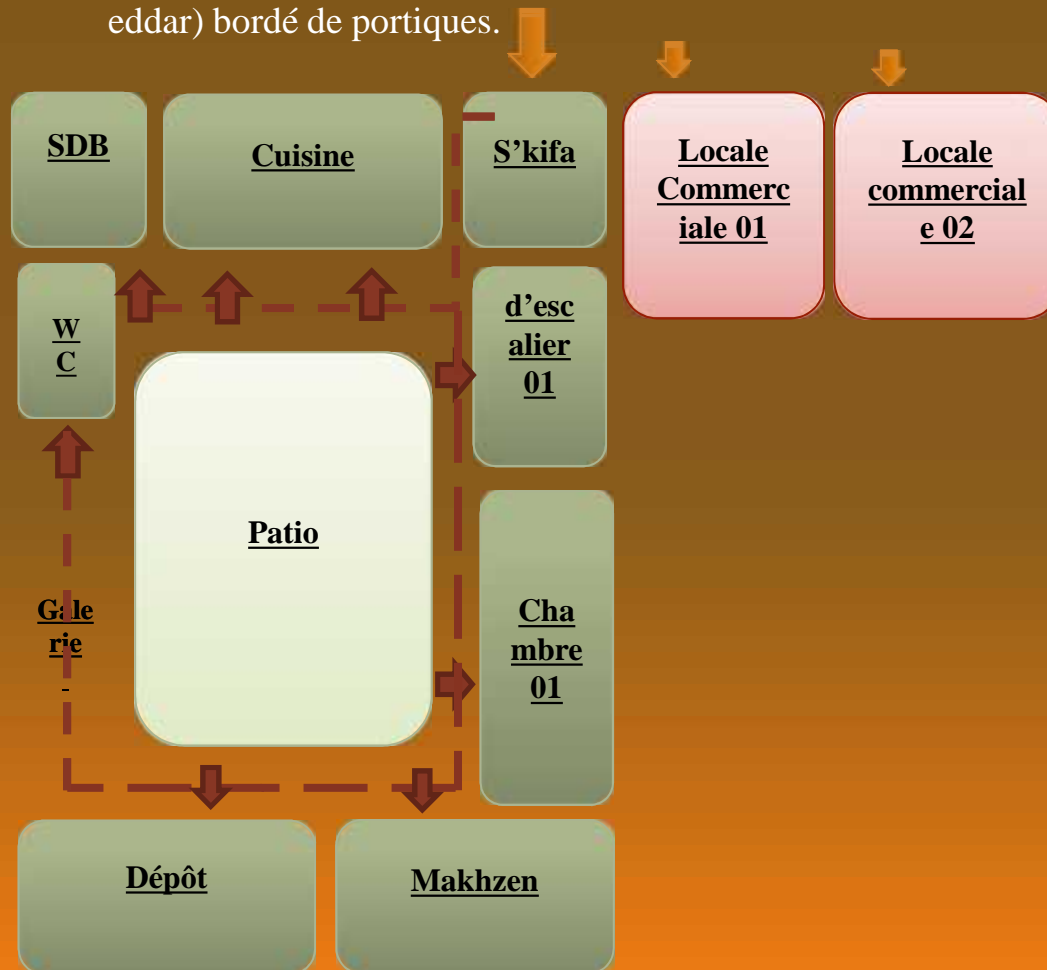 eddar) bordé de portiques.
SDB
Cuisine
S’kifa
Locale
Commerc
iale 01
Locale
commercial
e 02
W
C
d’esc
alier
01
Patio
Gale
rie
Cha
mbre
01
Dépôt
Makhzen